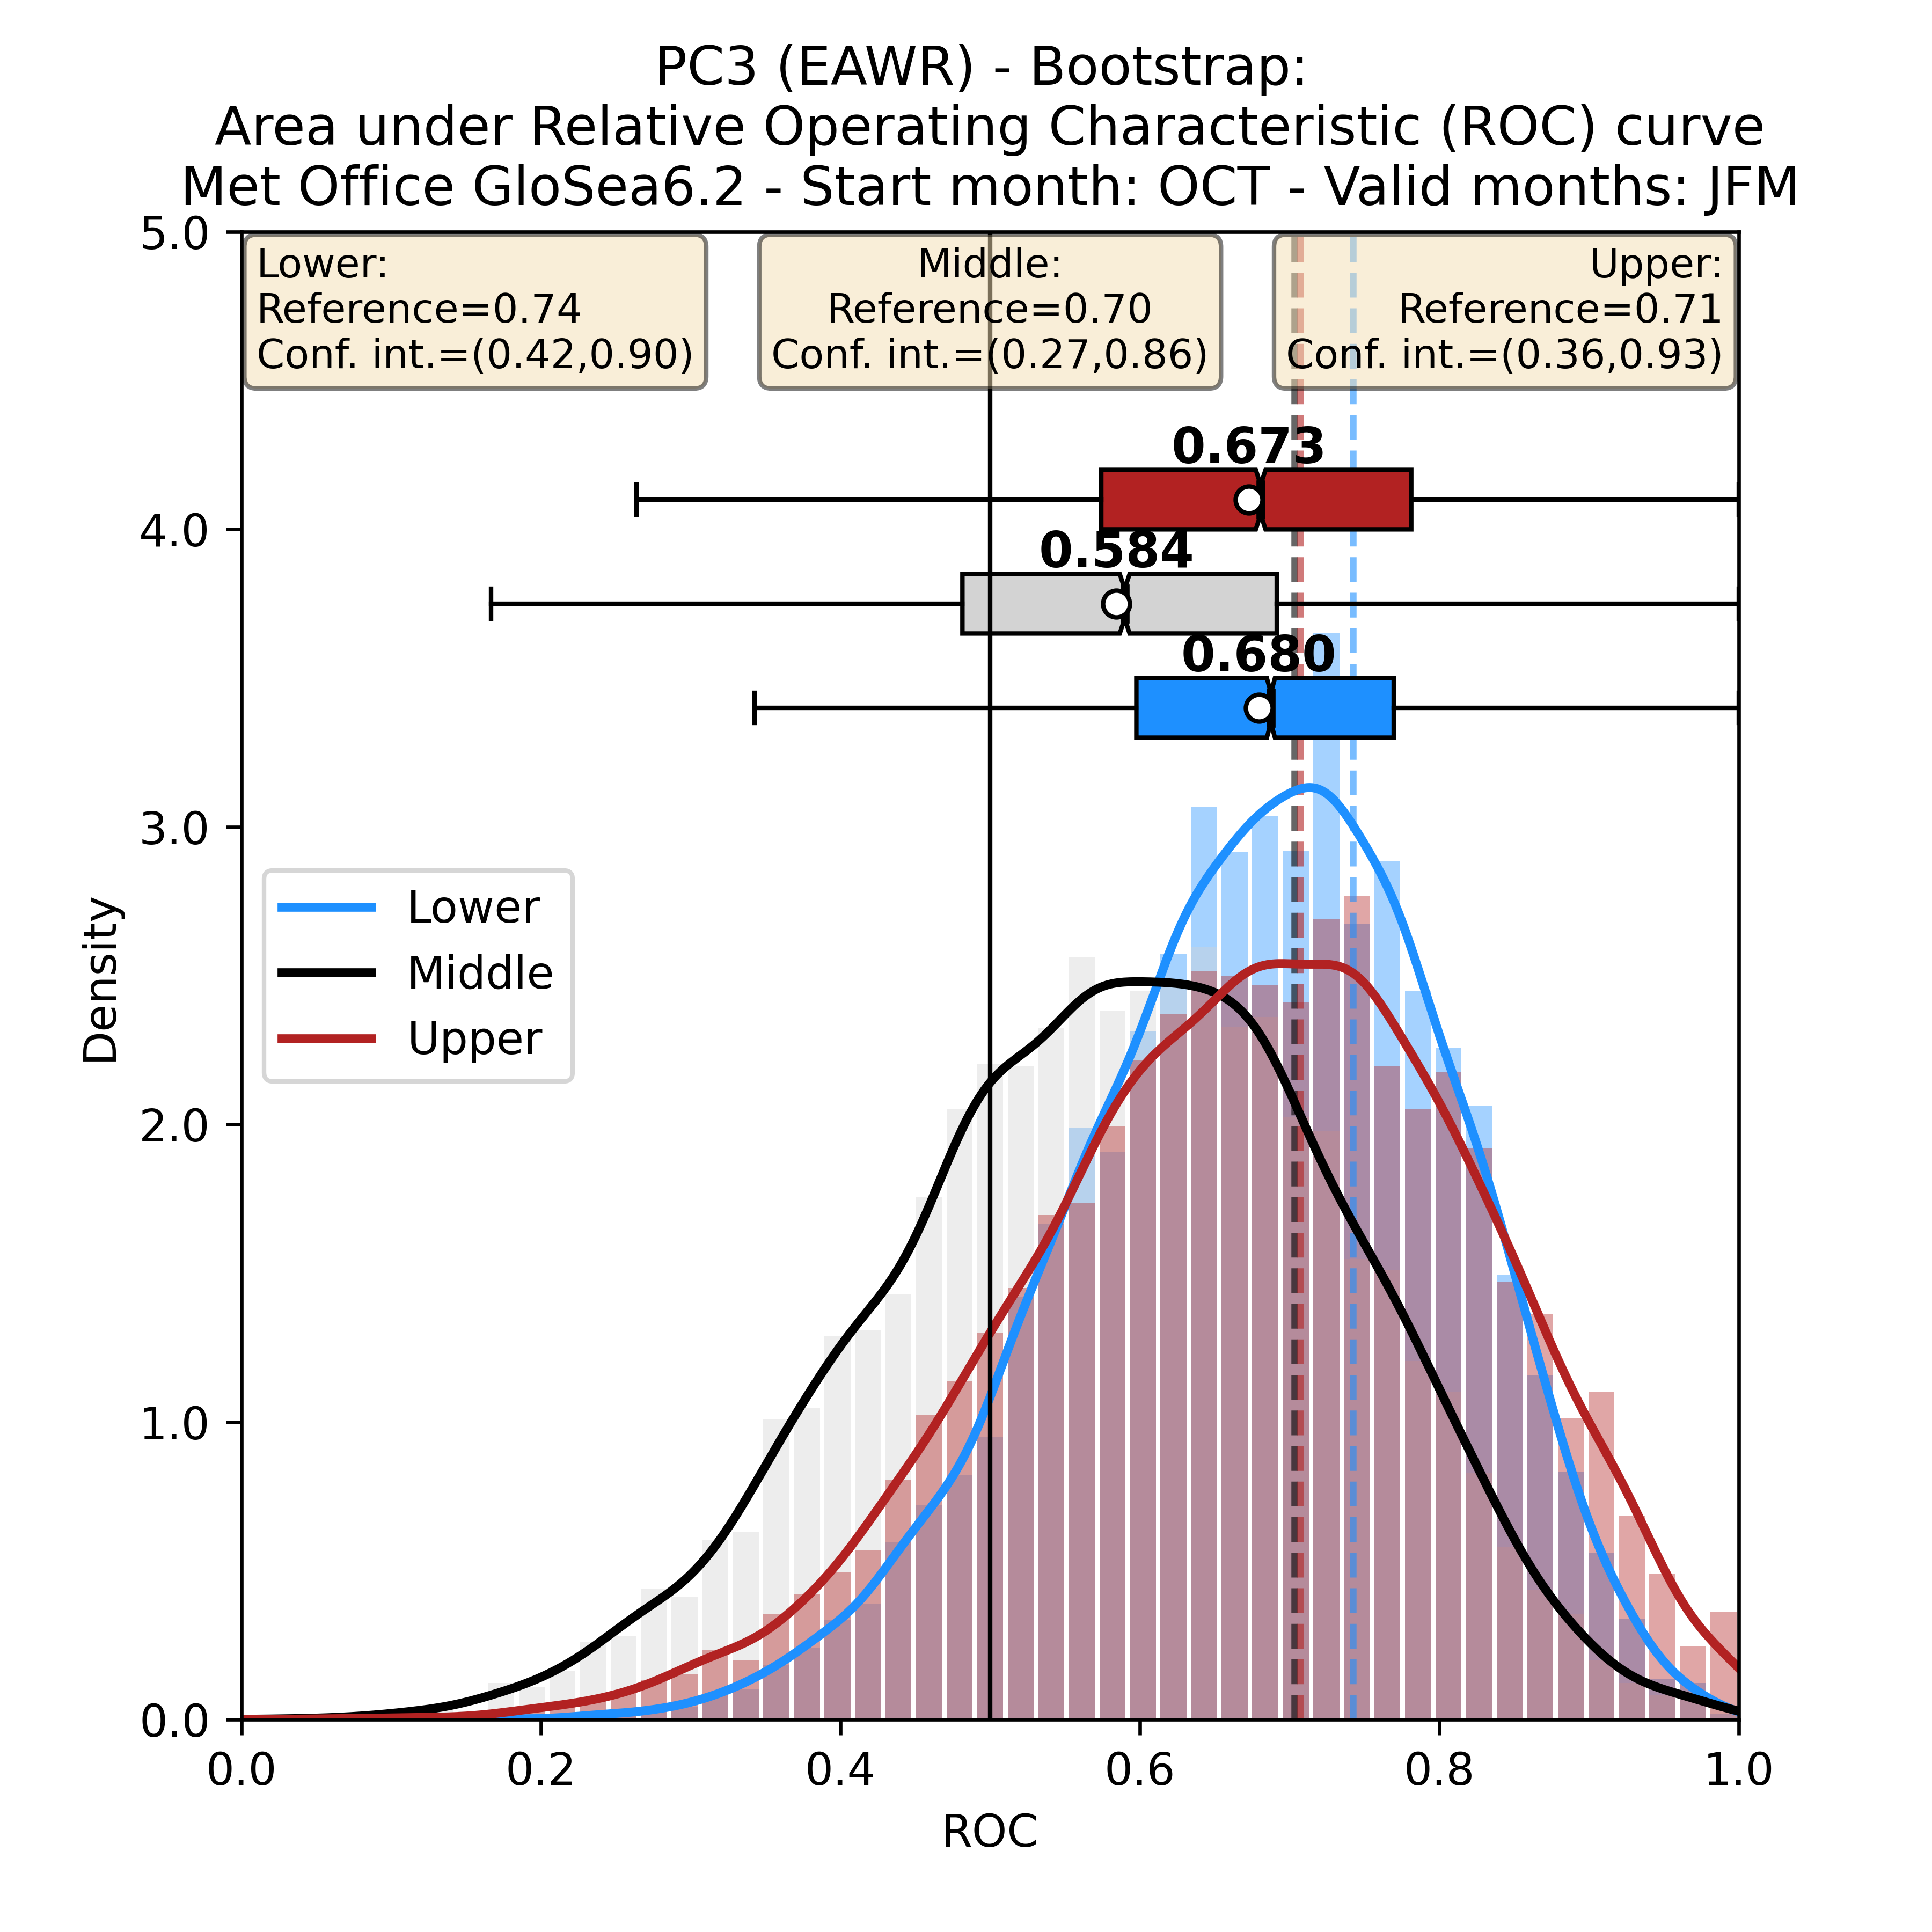 PC3 (EAWR) - Bootstrap:
Area under Relative Operating Characteristic (ROC) curve
Met Office GloSea6.2 - Start month: OCT - Valid months: JFM
Lower:
Reference=0.74
Conf. int.=(0.42,0.90)
Middle:
Reference=0.70
Conf. int.=(0.27,0.86)
Upper:
Reference=0.71
Conf. int.=(0.36,0.93)
0.673
0.584
0.680
Lower
Middle
Upper
Density
5.0
4.0
3.0
2.0
1.0
0.0
0.0 0.2 0.4 0.6 0.8 1.0
ROC